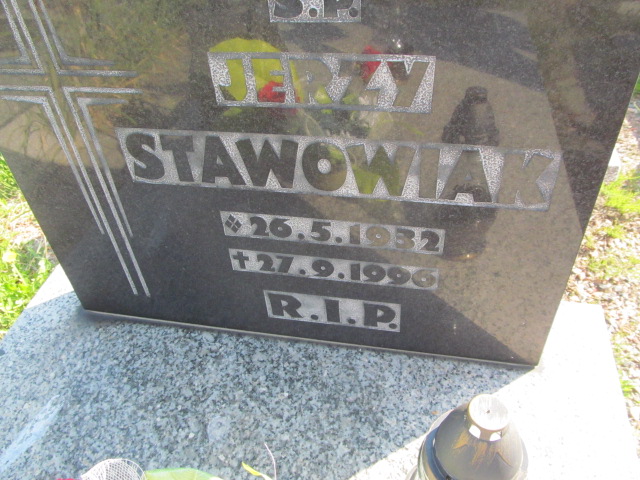 Ś.P.
JERZY
STAWOWIAK
26.5.1932
✝27.9.1996
R.I.P.